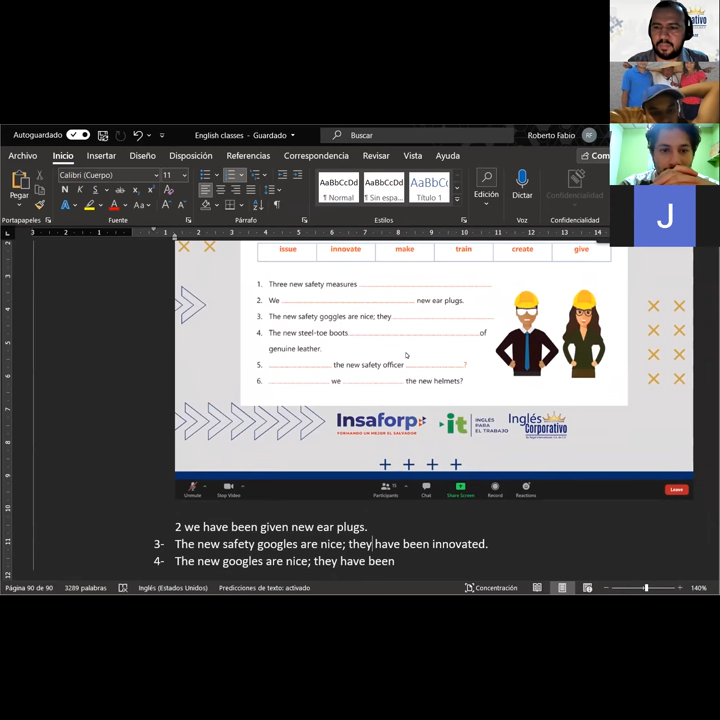 Autoguardado
English classes - Guardado
Buscar
Roberto Fabio
RF
Archivo
Inicio
Insertar
Diseño
Disposición
Referencias
Correspondencia
Revisar
Vista
Ayuda
Com
Pegar
Calibri (Cuerpo)
11
N K S
AaBbCcDd
AaBbCcDd
AaBbCc
¶ Normal
¶ Sin espa...
Título 1
Edición
Dictar
Confidencialidad
Portapapeles
Fuente
Párrafo
Estilos
Voz
Confidencialidad
J
issue innovate make train create give
1. Three new safety measures
2. We new ear plugs.
3. The new safety goggles are nice; they
4. The new steel-toe boots of
genuine leather.
5. the new safety officer ?
6. we the new helmets?
Insaforp
FORMANDO UN MEJOR EL SALVADOR
it
INGLÉS
PARA
EL TRABAJO
Inglés
Corporativo
Unmute
Stop Video
Participants
Chat
Share Screen
Record
Reactions
Leave
2 we have been given new ear plugs.
3- The new safety googles are nice; they have been innovated.
4- The new googles are nice; they have been
Página 90 de 90
3289 palabras
Inglés (Estados Unidos)
Predicciones de texto: activado
Concentración
140%